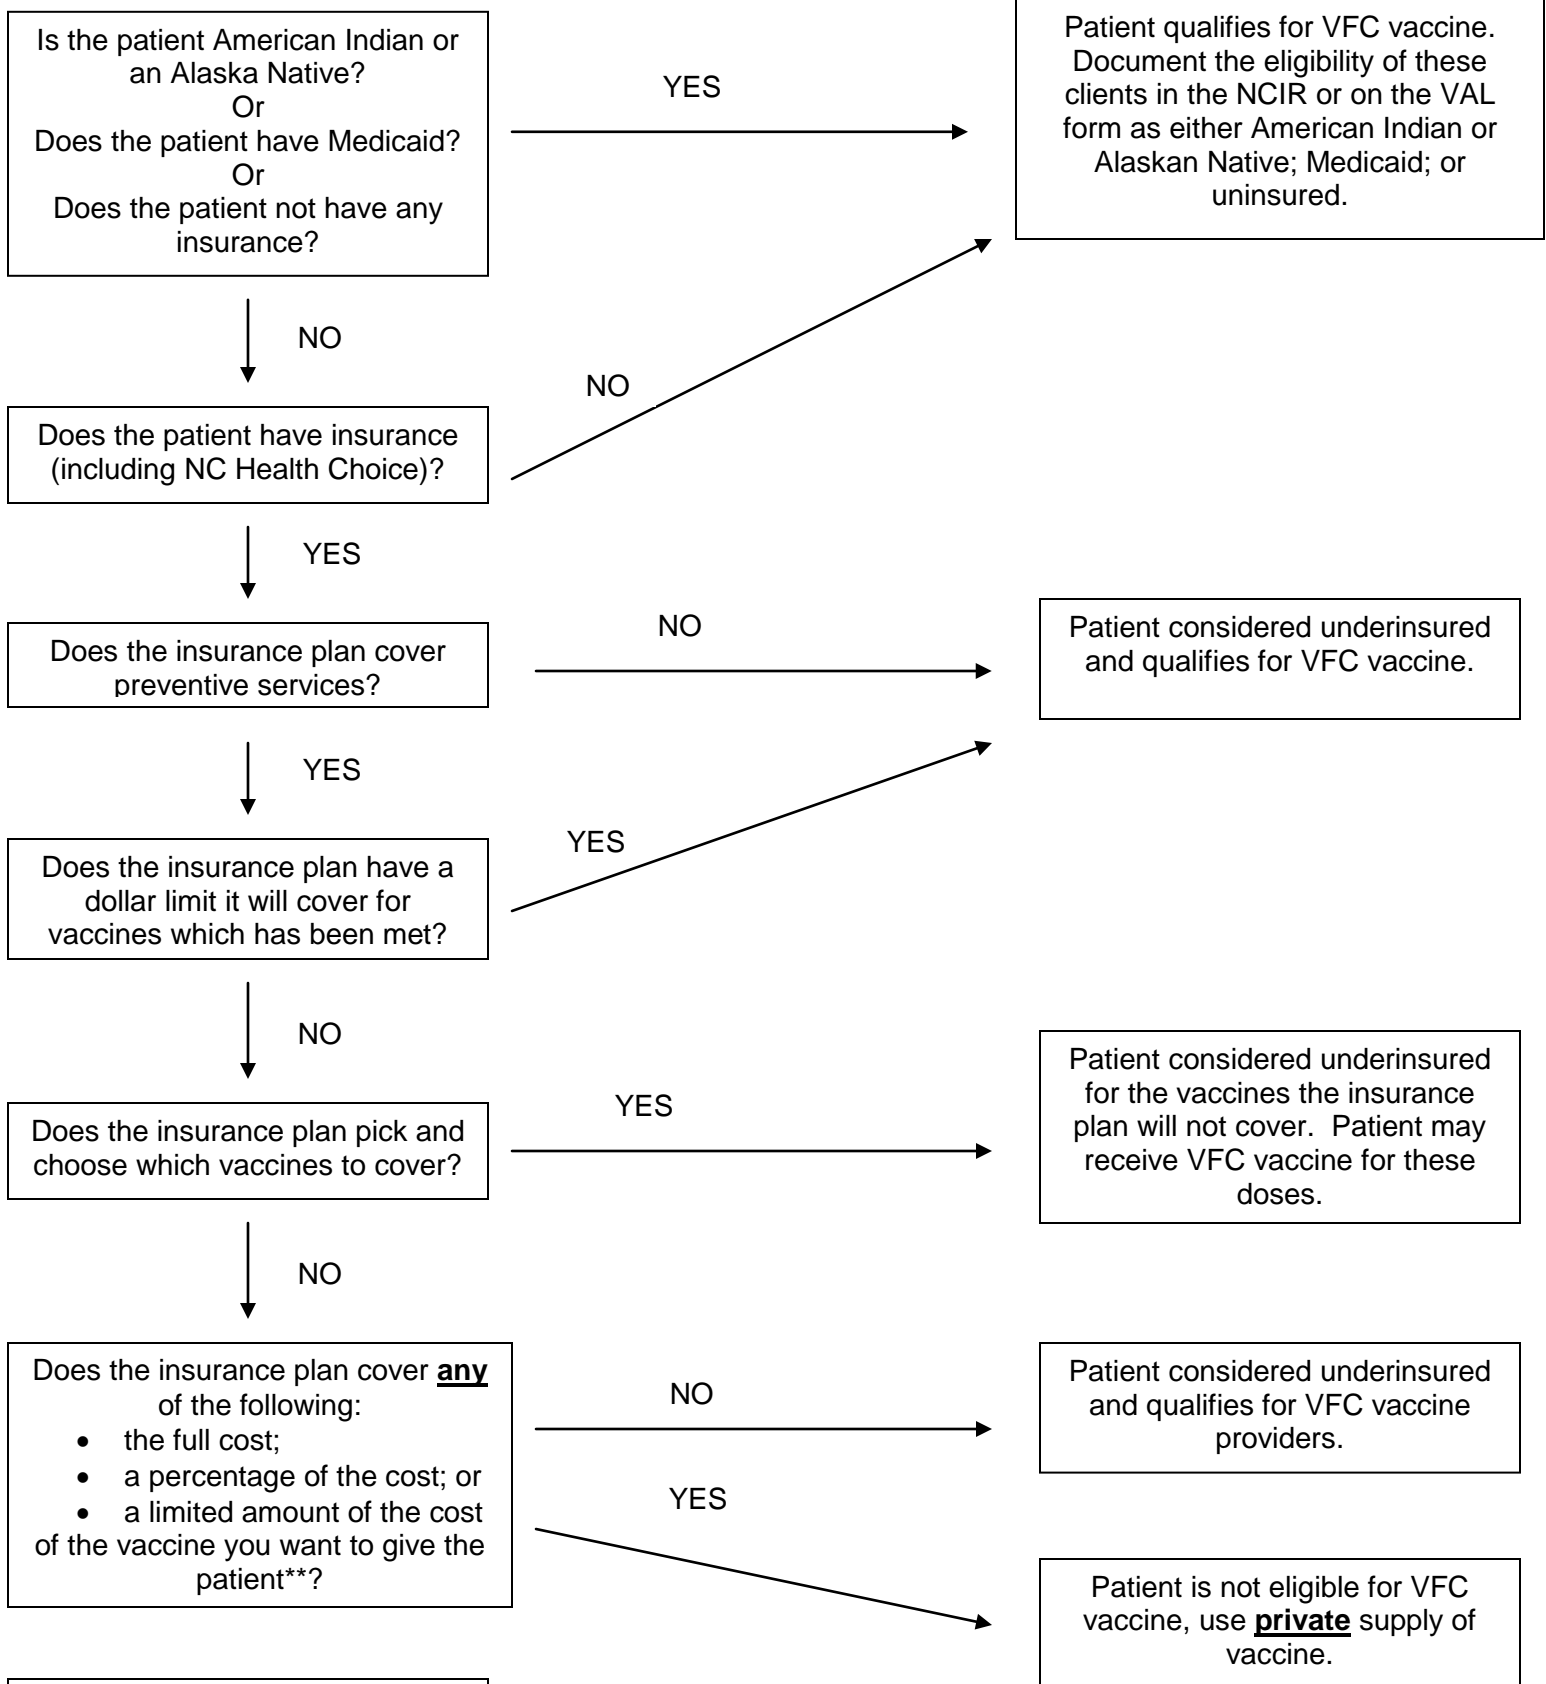 Is the patient American Indian or
an Alaska Native?
Or
Does the patient have Medicaid?
Or
Does the patient not have any
insurance?
YES
Patient qualifies for VFC vaccine.
Document the eligibility of these
clients in the NCIR or on the VAL
form as either American Indian or
Alaskan Native; Medicaid; or
uninsured.
NO
NO
Does the patient have insurance
(including NC Health Choice)?
YES
Does the insurance plan cover
preventive services?
NO
Patient considered underinsured
and qualifies for VFC vaccine.
YES
YES
Does the insurance plan have a
dollar limit it will cover for
vaccines which has been met?
NO
Does the insurance plan pick and
choose which vaccines to cover?
YES
Patient considered underinsured
for the vaccines the insurance
plan will not cover.  Patient may
receive VFC vaccine for these
doses.
NO
Does the insurance plan cover any
of the following:
• the full cost;
• a percentage of the cost; or
• a limited amount of the cost
of the vaccine you want to give the
patient**?
NO
Patient considered underinsured
and qualifies for VFC vaccine
providers.
YES
Patient is not eligible for VFC
vaccine, use private supply of
vaccine.